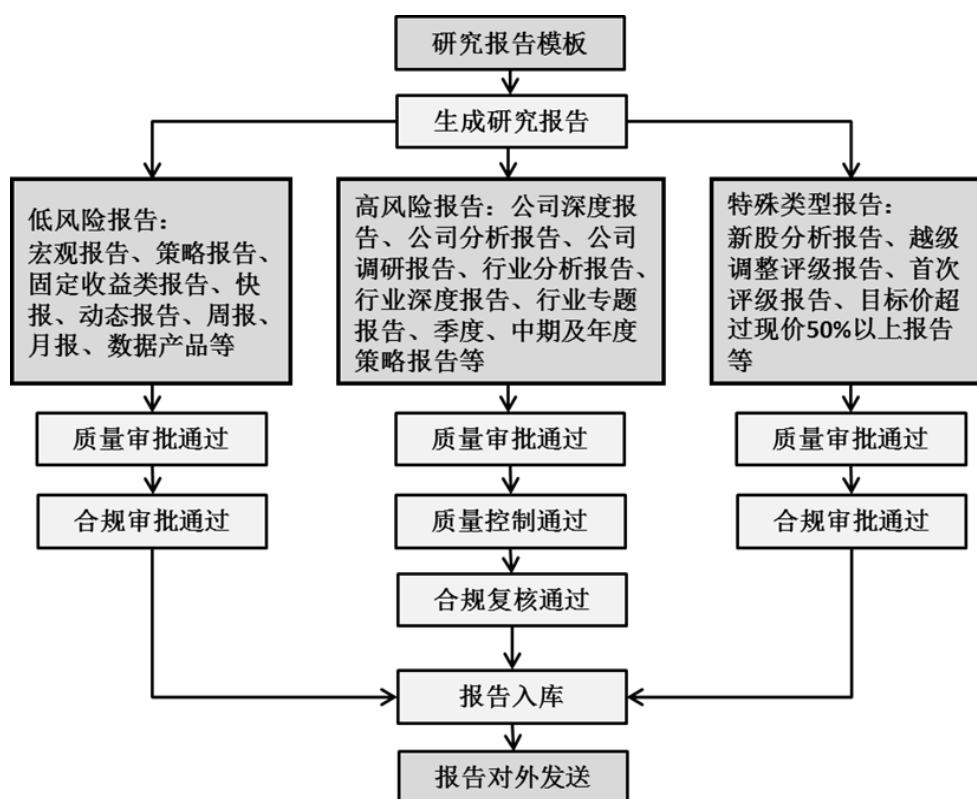 研究报告模板
生成研究报告
低风险报告：
宏观报告、策略报告、
固定收益类报告、快
报、动态报告、周报、
月报、数据产品等
高风险报告：公司深度报
告、公司分析报告、公司
调研报告、行业分析报告、
行业深度报告、行业专题
报告、季度、中期及年度
策略报告等
特殊类型报告：
新股分析报告、越级
调整评级报告、首次
评级报告、目标价超
过现价50%以上报告
等
质量审批通过
质量审批通过
质量审批通过
合规审批通过
质量控制通过
合规审批通过
合规复核通过
报告入库
报告对外发送